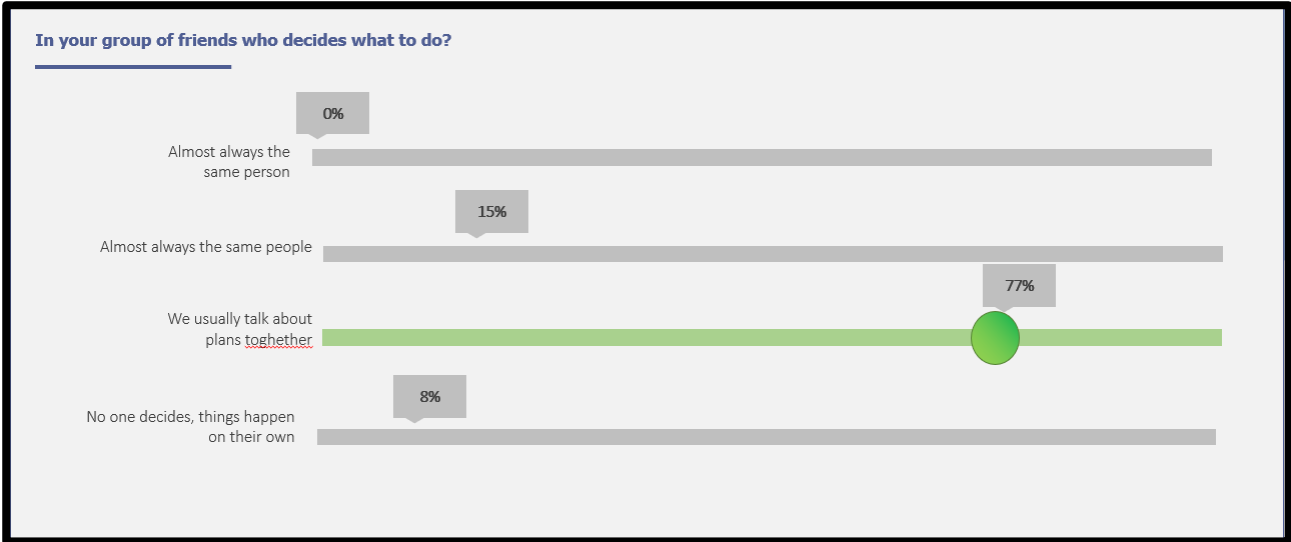 In your group of friends who decides what to do?
0%
Almost always the
same person
15%
Almost always the same people
77%
We usually talk about
plans toghether
8%
No one decides, things happen
on their own